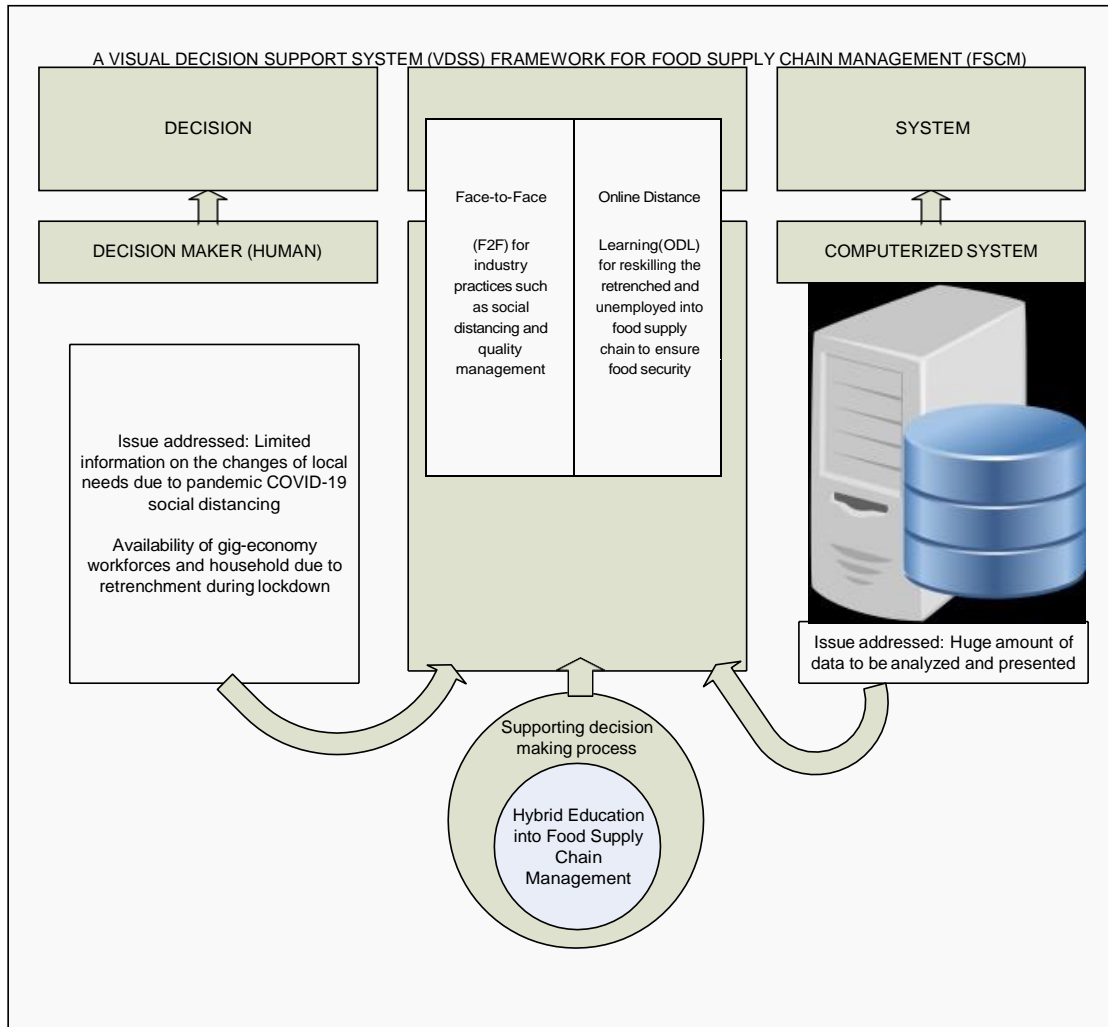 A VISUAL DECISION SUPPORT SYSTEM (VDSS) FRAMEWORK FOR FOOD SUPPLY CHAIN MANAGEMENT (FSCM)
DECISION
SYSTEM
DECISION MAKER (HUMAN)
COMPUTERIZED SYSTEM
Face-to-Face
(F2F) for
industry
practices such
as social
distancing and
quality
management
Online Distance
Learning(ODL)
for reskilling the
retrenched and
unemployed into
food supply
chain to ensure
food security
Issue addressed: Limited
information on the changes of local
needs due to pandemic COVID-19
social distancing
Availability of gig-economy
workforces and household due to
retrenchment during lockdown
Issue addressed: Huge amount of
data to be analyzed and presented
Supporting decision
making process
Hybrid Education
into Food Supply
Chain
Management